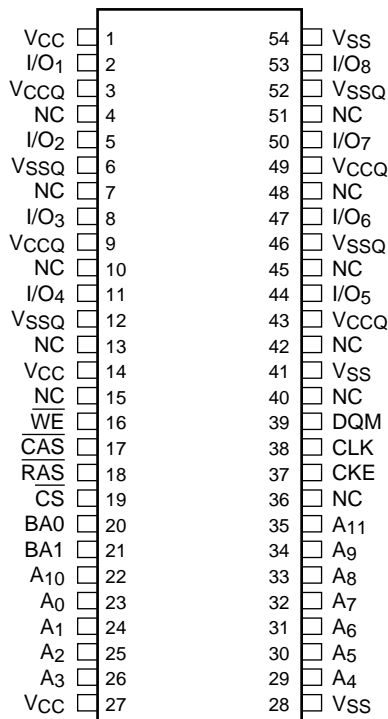 VCC 1 54 VSS
I/O1 2 53 I/O8
VCCQ 3 52 VSSQ
NC 4 51 NC
I/O2 5 50 I/O7
VSSQ 6 49 VCCQ
NC 7 48 NC
I/O3 8 47 I/O6
VCCQ 9 46 VSSQ
NC 10 45 NC
I/O4 11 44 I/O5
VSSQ 12 43 VCCQ
NC 13 42 NC
VCC 14 41 VSS
NC 15 40 NC
W̅E̅ 16 39 DQM
C̅A̅S̅ 17 38 CLK
R̅A̅S̅ 18 37 CKE
C̅S̅ 19 36 NC
BA0 20 35 A11
BA1 21 34 A9
A10 22 33 A8
A0 23 32 A7
A1 24 31 A6
A2 25 30 A5
A3 26 29 A4
VCC 27 28 VSS